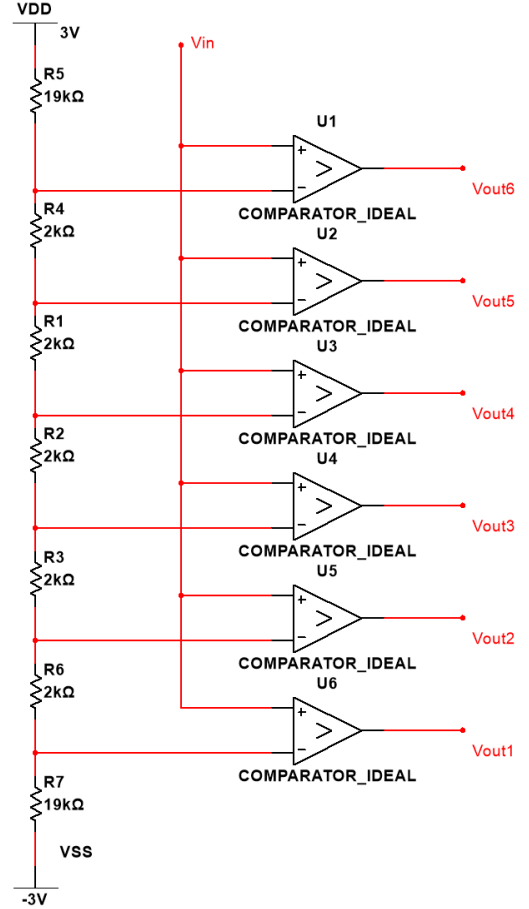 VDD
3V
Vin
R5
19kΩ
U1
COMPARATOR_IDEAL
Vout6
R4
2kΩ
U2
COMPARATOR_IDEAL
Vout5
R1
2kΩ
U3
COMPARATOR_IDEAL
Vout4
R2
2kΩ
U4
COMPARATOR_IDEAL
Vout3
R3
2kΩ
U5
COMPARATOR_IDEAL
Vout2
R6
2kΩ
U6
COMPARATOR_IDEAL
Vout1
R7
19kΩ
VSS
-3V